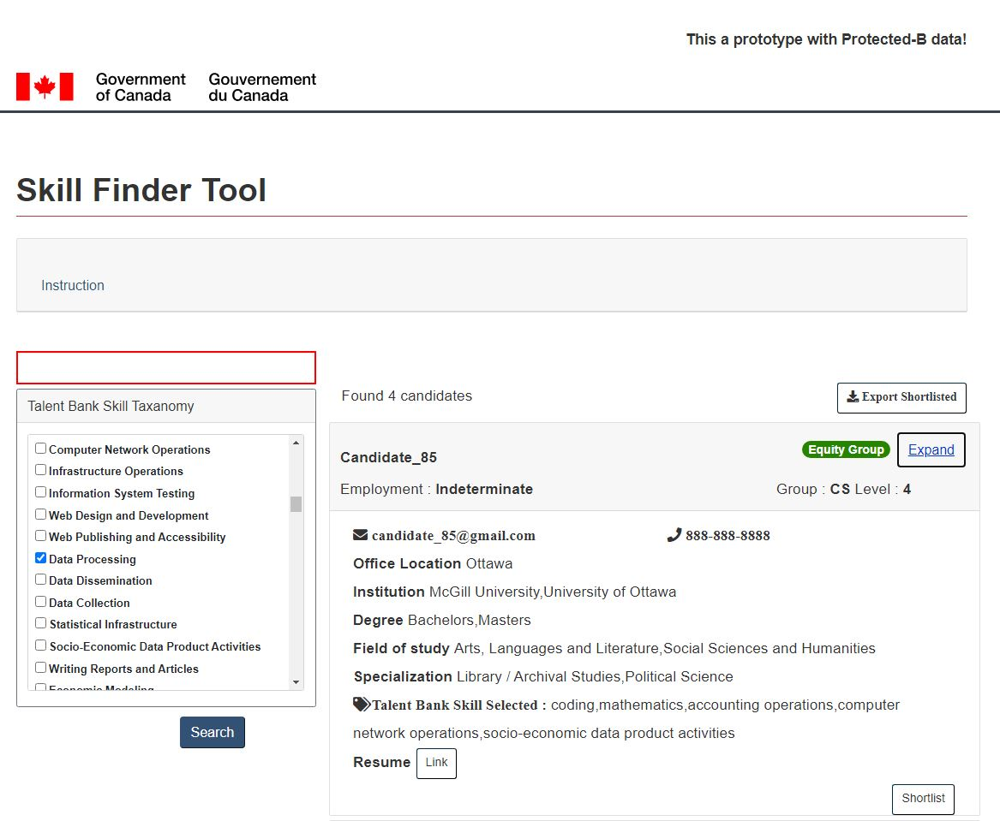 This a prototype with Protected-B data!
Government of Canada
Gouvernement du Canada
Skill Finder Tool
Instruction
Talent Bank Skill Taxanomy
Computer Network Operations
Infrastructure Operations
Information System Testing
Web Design and Development
Web Publishing and Accessibility
Data Processing
Data Dissemination
Data Collection
Statistical Infrastructure
Socio-Economic Data Product Activities
Writing Reports and Articles
Economic Modeling
Search
Found 4 candidates
Export Shortlisted
Candidate_85
Equity Group
Expand
Employment : Indeterminate
Group : CS Level : 4
candidate_85@gmail.com
888-888-8888
Office Location Ottawa
Institution McGill University,University of Ottawa
Degree Bachelors,Masters
Field of study Arts, Languages and Literature,Social Sciences and Humanities
Specialization Library / Archival Studies,Political Science
Talent Bank Skill Selected : coding,mathematics,accounting operations,computer
network operations,socio-economic data product activities
Resume Link
Shortlist